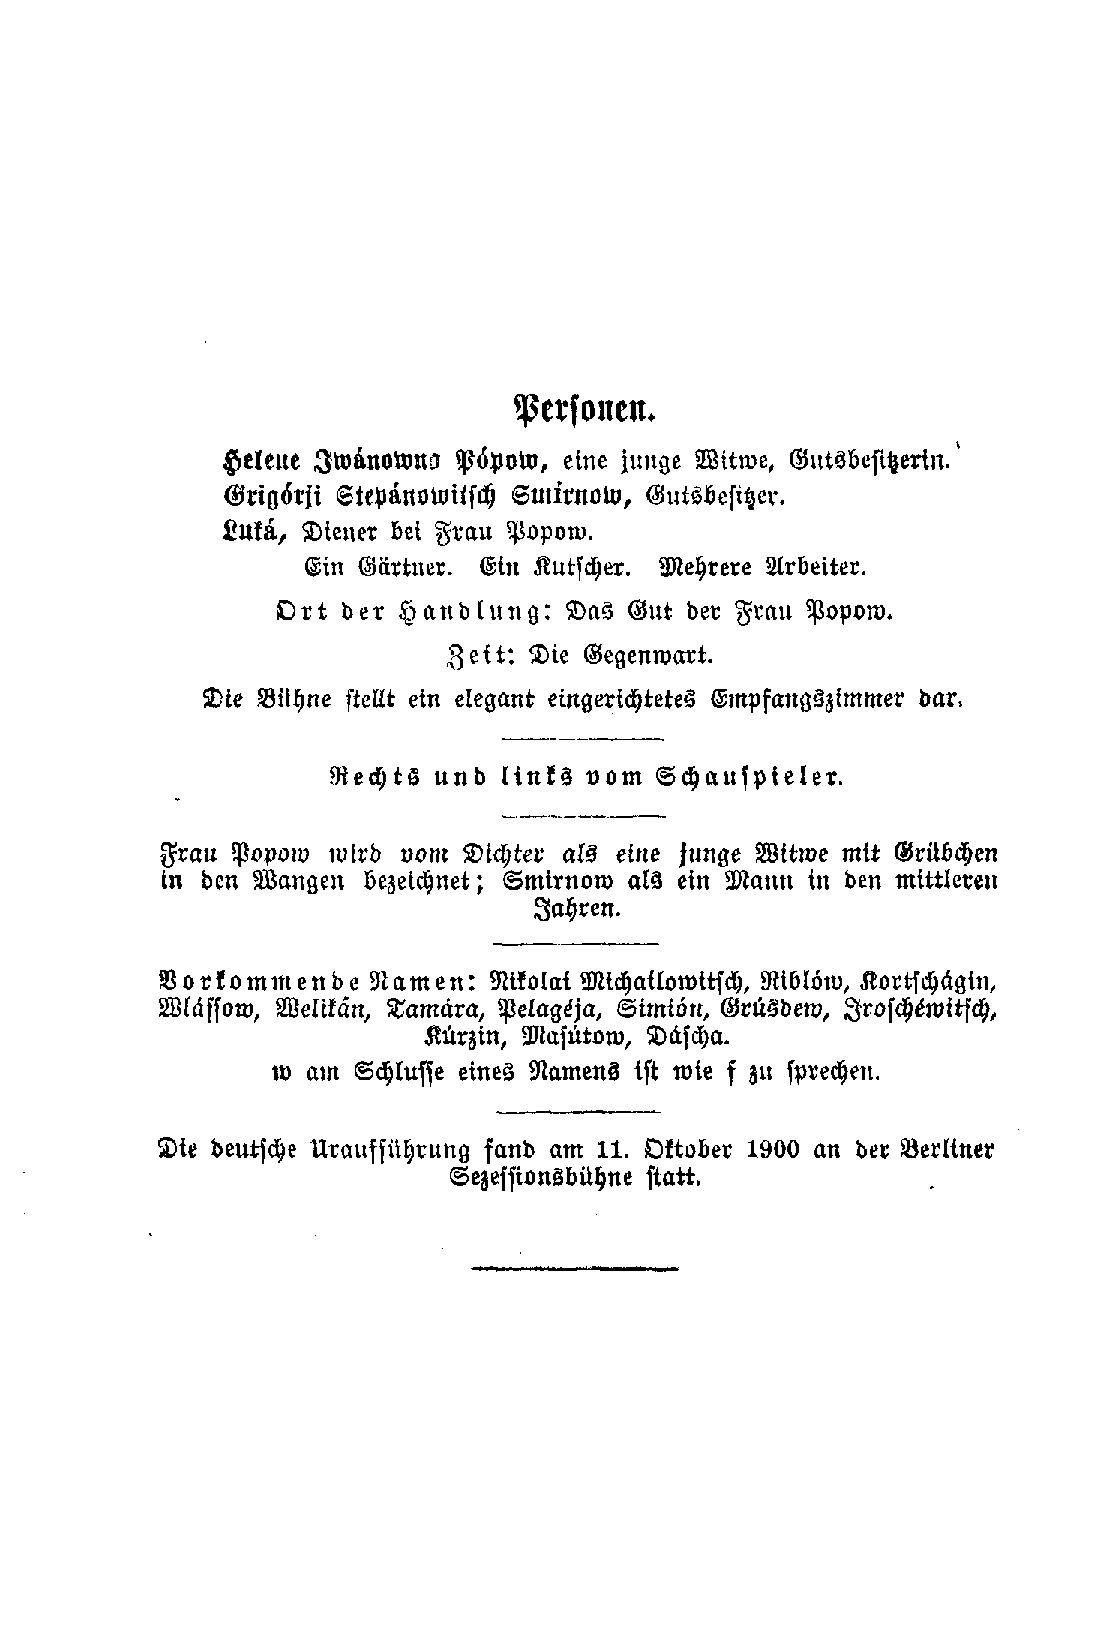 Personen.
Helene Iwánowna Pópow, eine junge Witwe, Gutsbesitzerin.
Grigórji Stepánowitsch Smírnow, Gutsbesitzer.
Luká, Diener bei Frau Popow.
Ein Gärtner. Ein Kutscher. Mehrere Arbeiter.
Ort der Handlung: Das Gut der Frau Popow.
Zeit: Die Gegenwart.
Die Bühne stellt ein elegant eingerichtetes Empfangszimmer dar.
Rechts und links vom Schauspieler.
Frau Popow wird vom Dichter als eine junge Witwe mit Grübchen
in den Wangen bezeichnet; Smirnow als ein Mann in den mittleren
Jahren.
Vorkommende Namen: Nikolai Michailowitsch, Riblów, Kortschágin,
Wlássow, Welikán, Tamára, Pelagéja, Simión, Grúsdew, Iroschéwitsch,
Kúrzin, Masútow, Dáscha.
w am Schlusse eines Namens ist wie f zu sprechen.
Die deutsche Uraufführung fand am 11. Oktober 1900 an der Berliner
Sezessionsbühne statt.